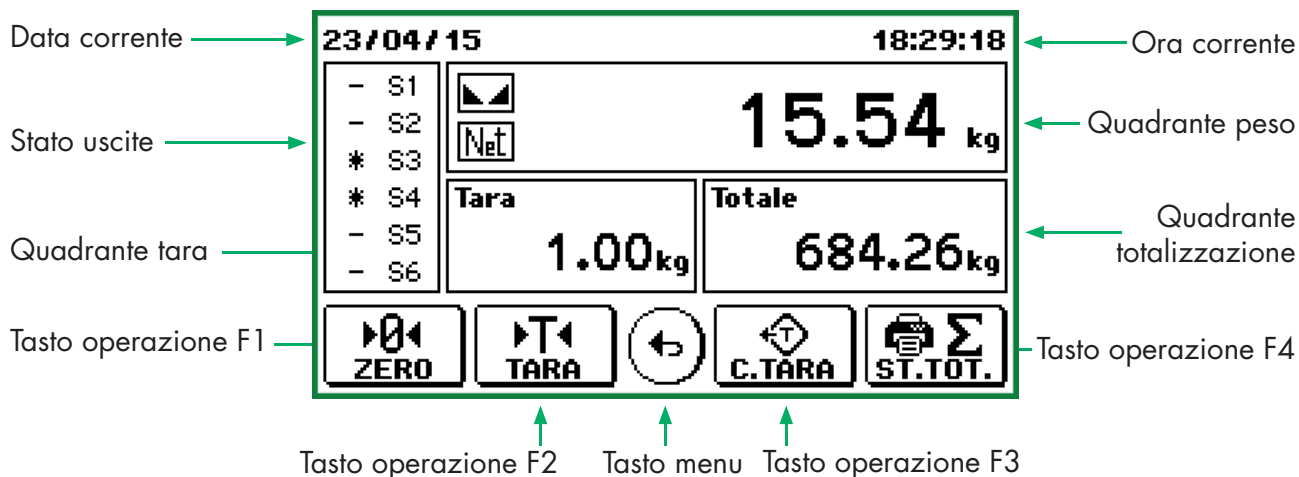 Data corrente
23/04/15
18:29:18
Ora corrente
- S1
- S2
* S3
* S4
- S5
- S6
Stato uscite
Net
15.54 kg
Quadrante peso
Tara
1.00kg
Quadrante tara
Totale
684.26kg
Quadrante
totalizzazione
Tasto operazione F1
0
ZERO
T
TARA
T
C.TARA
Σ
ST.TOT.
Tasto operazione F4
Tasto operazione F2
Tasto menu
Tasto operazione F3